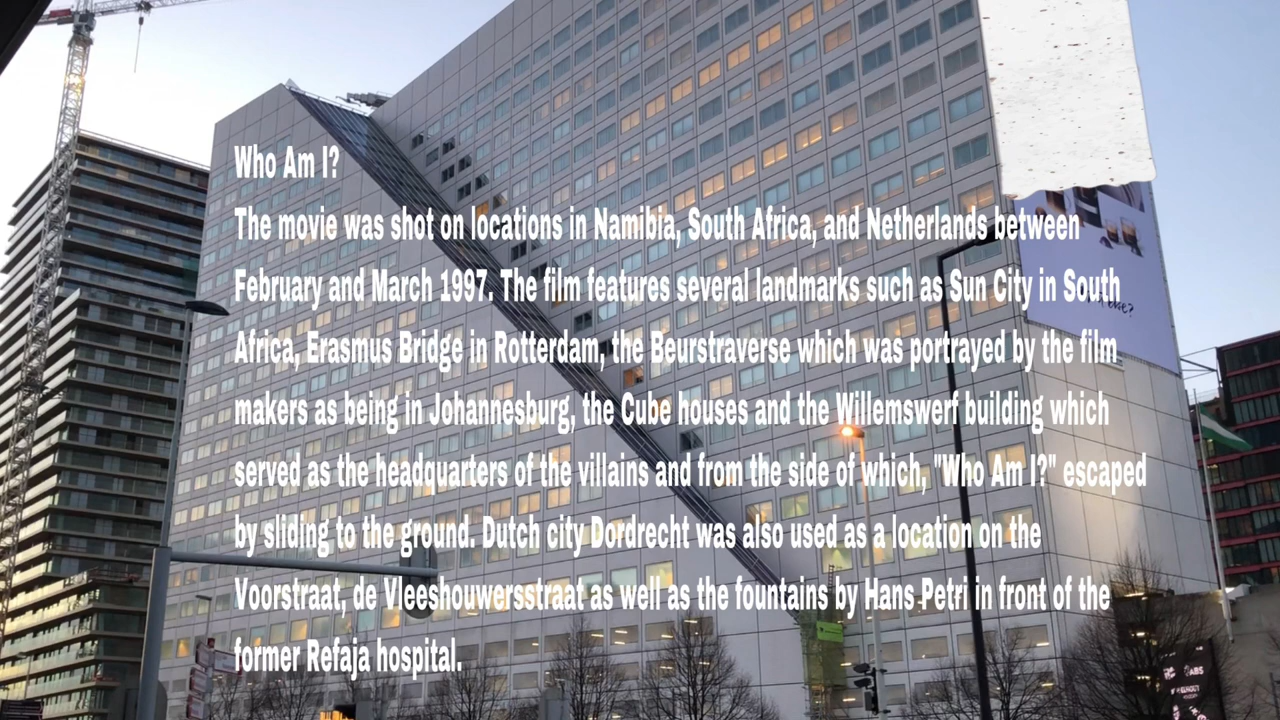 Who Am I?
The movie was shot on locations in Namibia, South Africa, and Netherlands between
February and March 1997. The film features several landmarks such as Sun City in South
Africa, Erasmus Bridge in Rotterdam, the Beurstraverse which was portrayed by the film
makers as being in Johannesburg, the Cube houses and the Willemswerf building which
served as the headquarters of the villains and from the side of which, "Who Am I?" escaped
by sliding to the ground. Dutch city Dordrecht was also used as a location on the
Voorstraat, de Vleeshouwersstraat as well as the fountains by Hans Petri in front of the
former Refaja hospital.